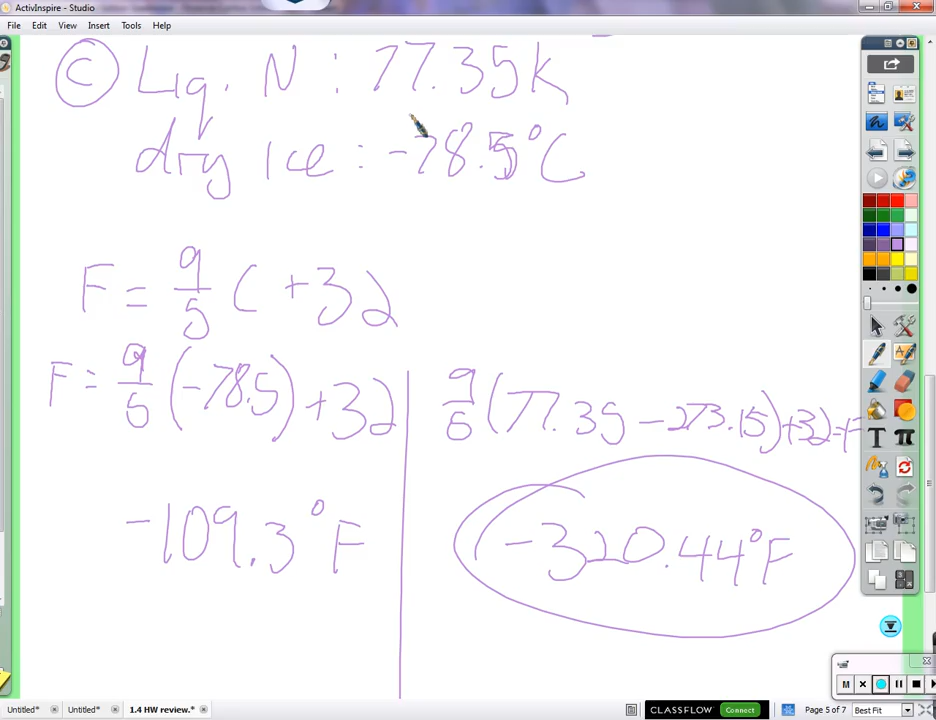 ActivInspire - Studio
File Edit View Insert Tools Help
C Liq. N : 77.35k
dry ice : -78.5°C
F = 9/5 C + 32
F = 9/5 (-78.5) + 32
9/5 (77.35 - 273.15) + 32 = F
-109.3°F
-320.44°F
M
Untitled* Untitled* 1.4 HW review.* CLASSFLOW Connect Page 5 of 7 Best Fit